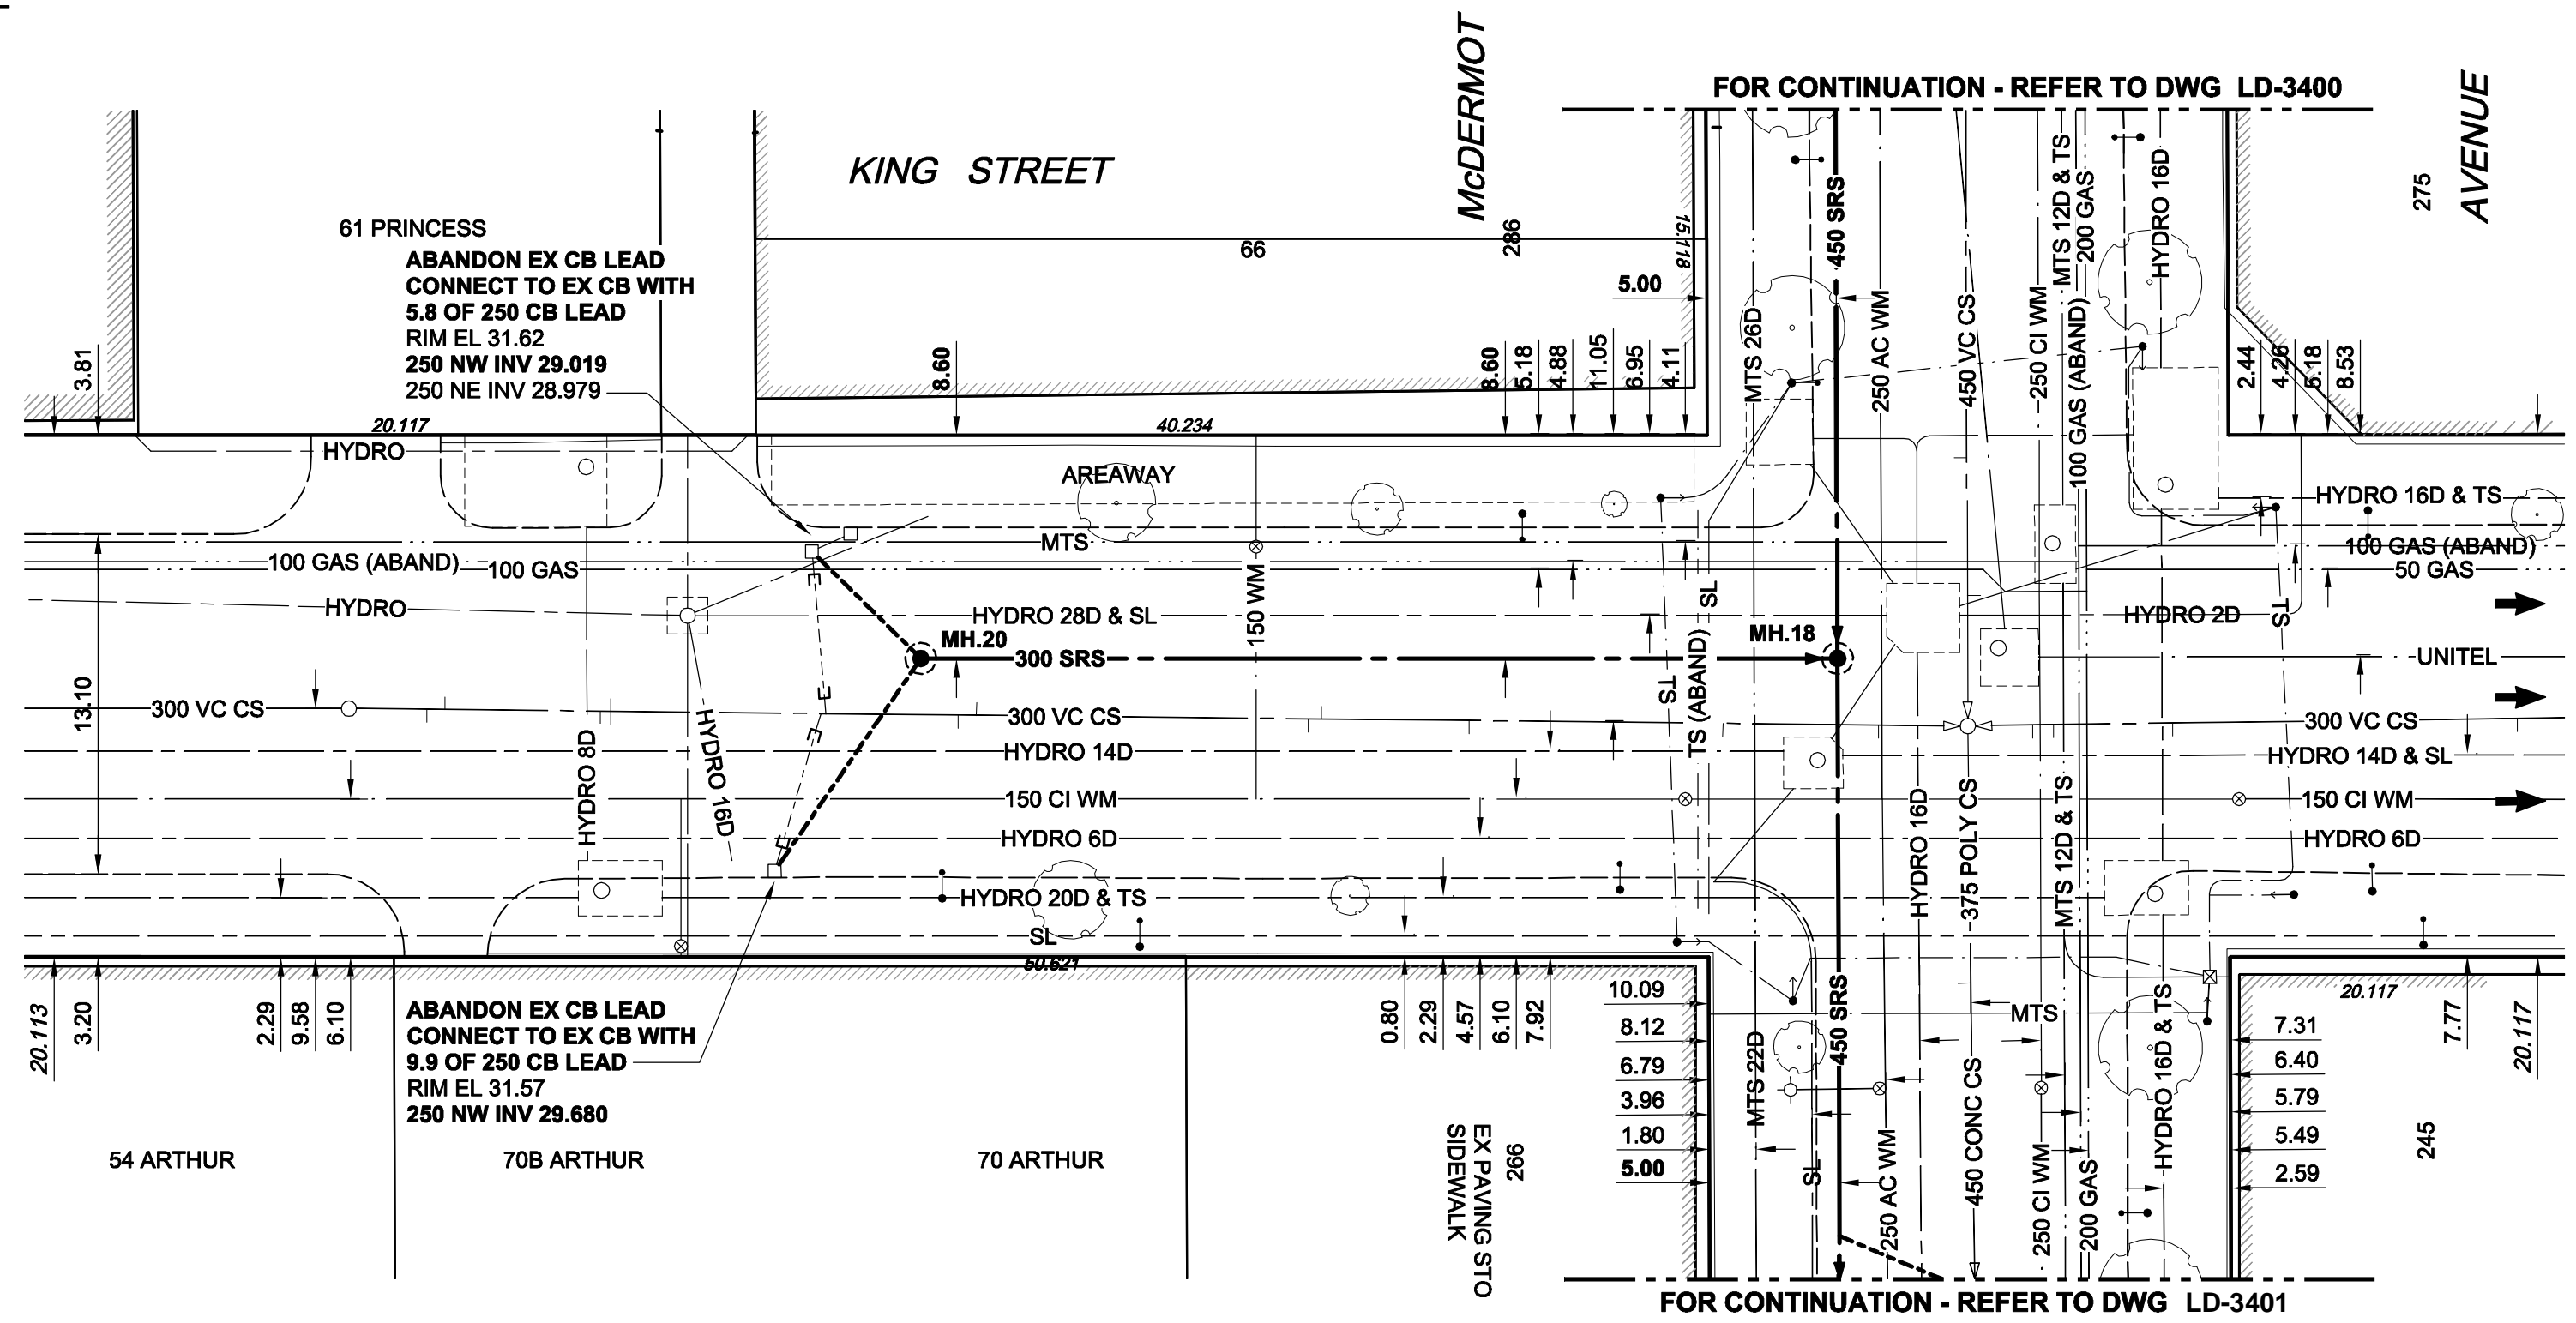 FOR CONTINUATION - REFER TO DWG LD-3400
McDERMOT
AVENUE
KING STREET
275
286
66
15.118
5.00
61 PRINCESS
ABANDON EX CB LEAD
CONNECT TO EX CB WITH
5.8 OF 250 CB LEAD
RIM EL 31.62
250 NW INV 29.019
250 NE INV 28.979
3.81
8.60
8.60
5.18
4.88
11.05
6.95
4.11
2.44
4.26
5.18
8.53
MTS 26D
450 SRS
250 AC WM
450 VC CS
250 CI WM
MTS 12D & TS
100 GAS (ABAND)
200 GAS
HYDRO 16D
20.117
40.234
HYDRO
AREAWAY
HYDRO 16D & TS
MTS
100 GAS (ABAND)
100 GAS
100 GAS (ABAND)
50 GAS
HYDRO
HYDRO 28D & SL
150 WM
SL
HYDRO 2D
TS
MH.20
300 SRS
MH.18
UNITEL
TS
TS (ABAND)
13.10
300 VC CS
300 VC CS
300 VC CS
HYDRO 8D
HYDRO 16D
HYDRO 14D
HYDRO 14D & SL
150 CI WM
150 CI WM
HYDRO 6D
HYDRO 6D
HYDRO 16D
375 POLY CS
MTS 12D & TS
HYDRO 20D & TS
SL
50.621
20.113
3.20
2.29
9.58
6.10
ABANDON EX CB LEAD
CONNECT TO EX CB WITH
9.9 OF 250 CB LEAD
RIM EL 31.57
250 NW INV 29.680
0.80
2.29
4.57
6.10
7.92
10.09
8.12
6.79
3.96
1.80
5.00
MTS 22D
SL
450 SRS
250 AC WM
450 CONC CS
MTS
250 CI WM
200 GAS
HYDRO 16D & TS
20.117
7.31
6.40
5.79
5.49
2.59
7.77
20.117
54 ARTHUR
70B ARTHUR
70 ARTHUR
EX PAVING STO
SIDEWALK
266
245
FOR CONTINUATION - REFER TO DWG LD-3401